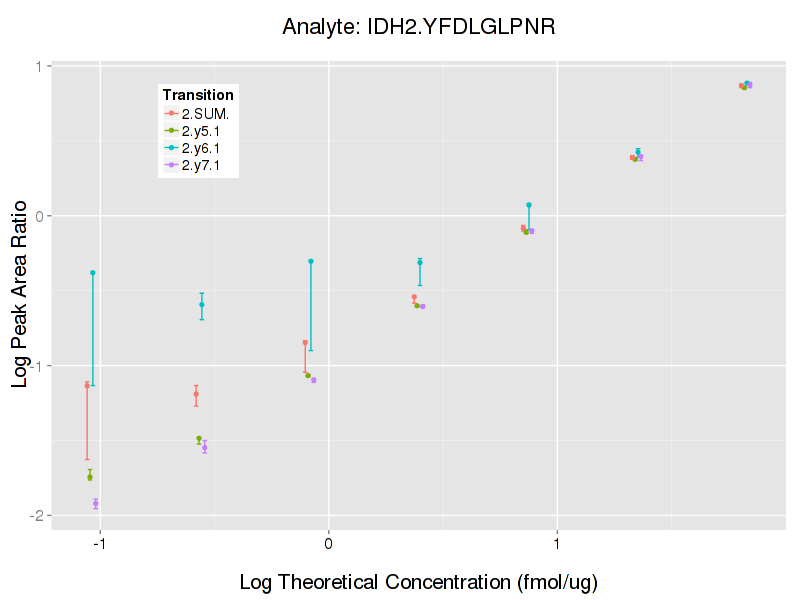 Analyte: IDH2.YFDLGLPNR
Log Peak Area Ratio
1
0
-1
-2
Transition
2.SUM.
2.y5.1
2.y6.1
2.y7.1
-1
0
1
Log Theoretical Concentration (fmol/ug)